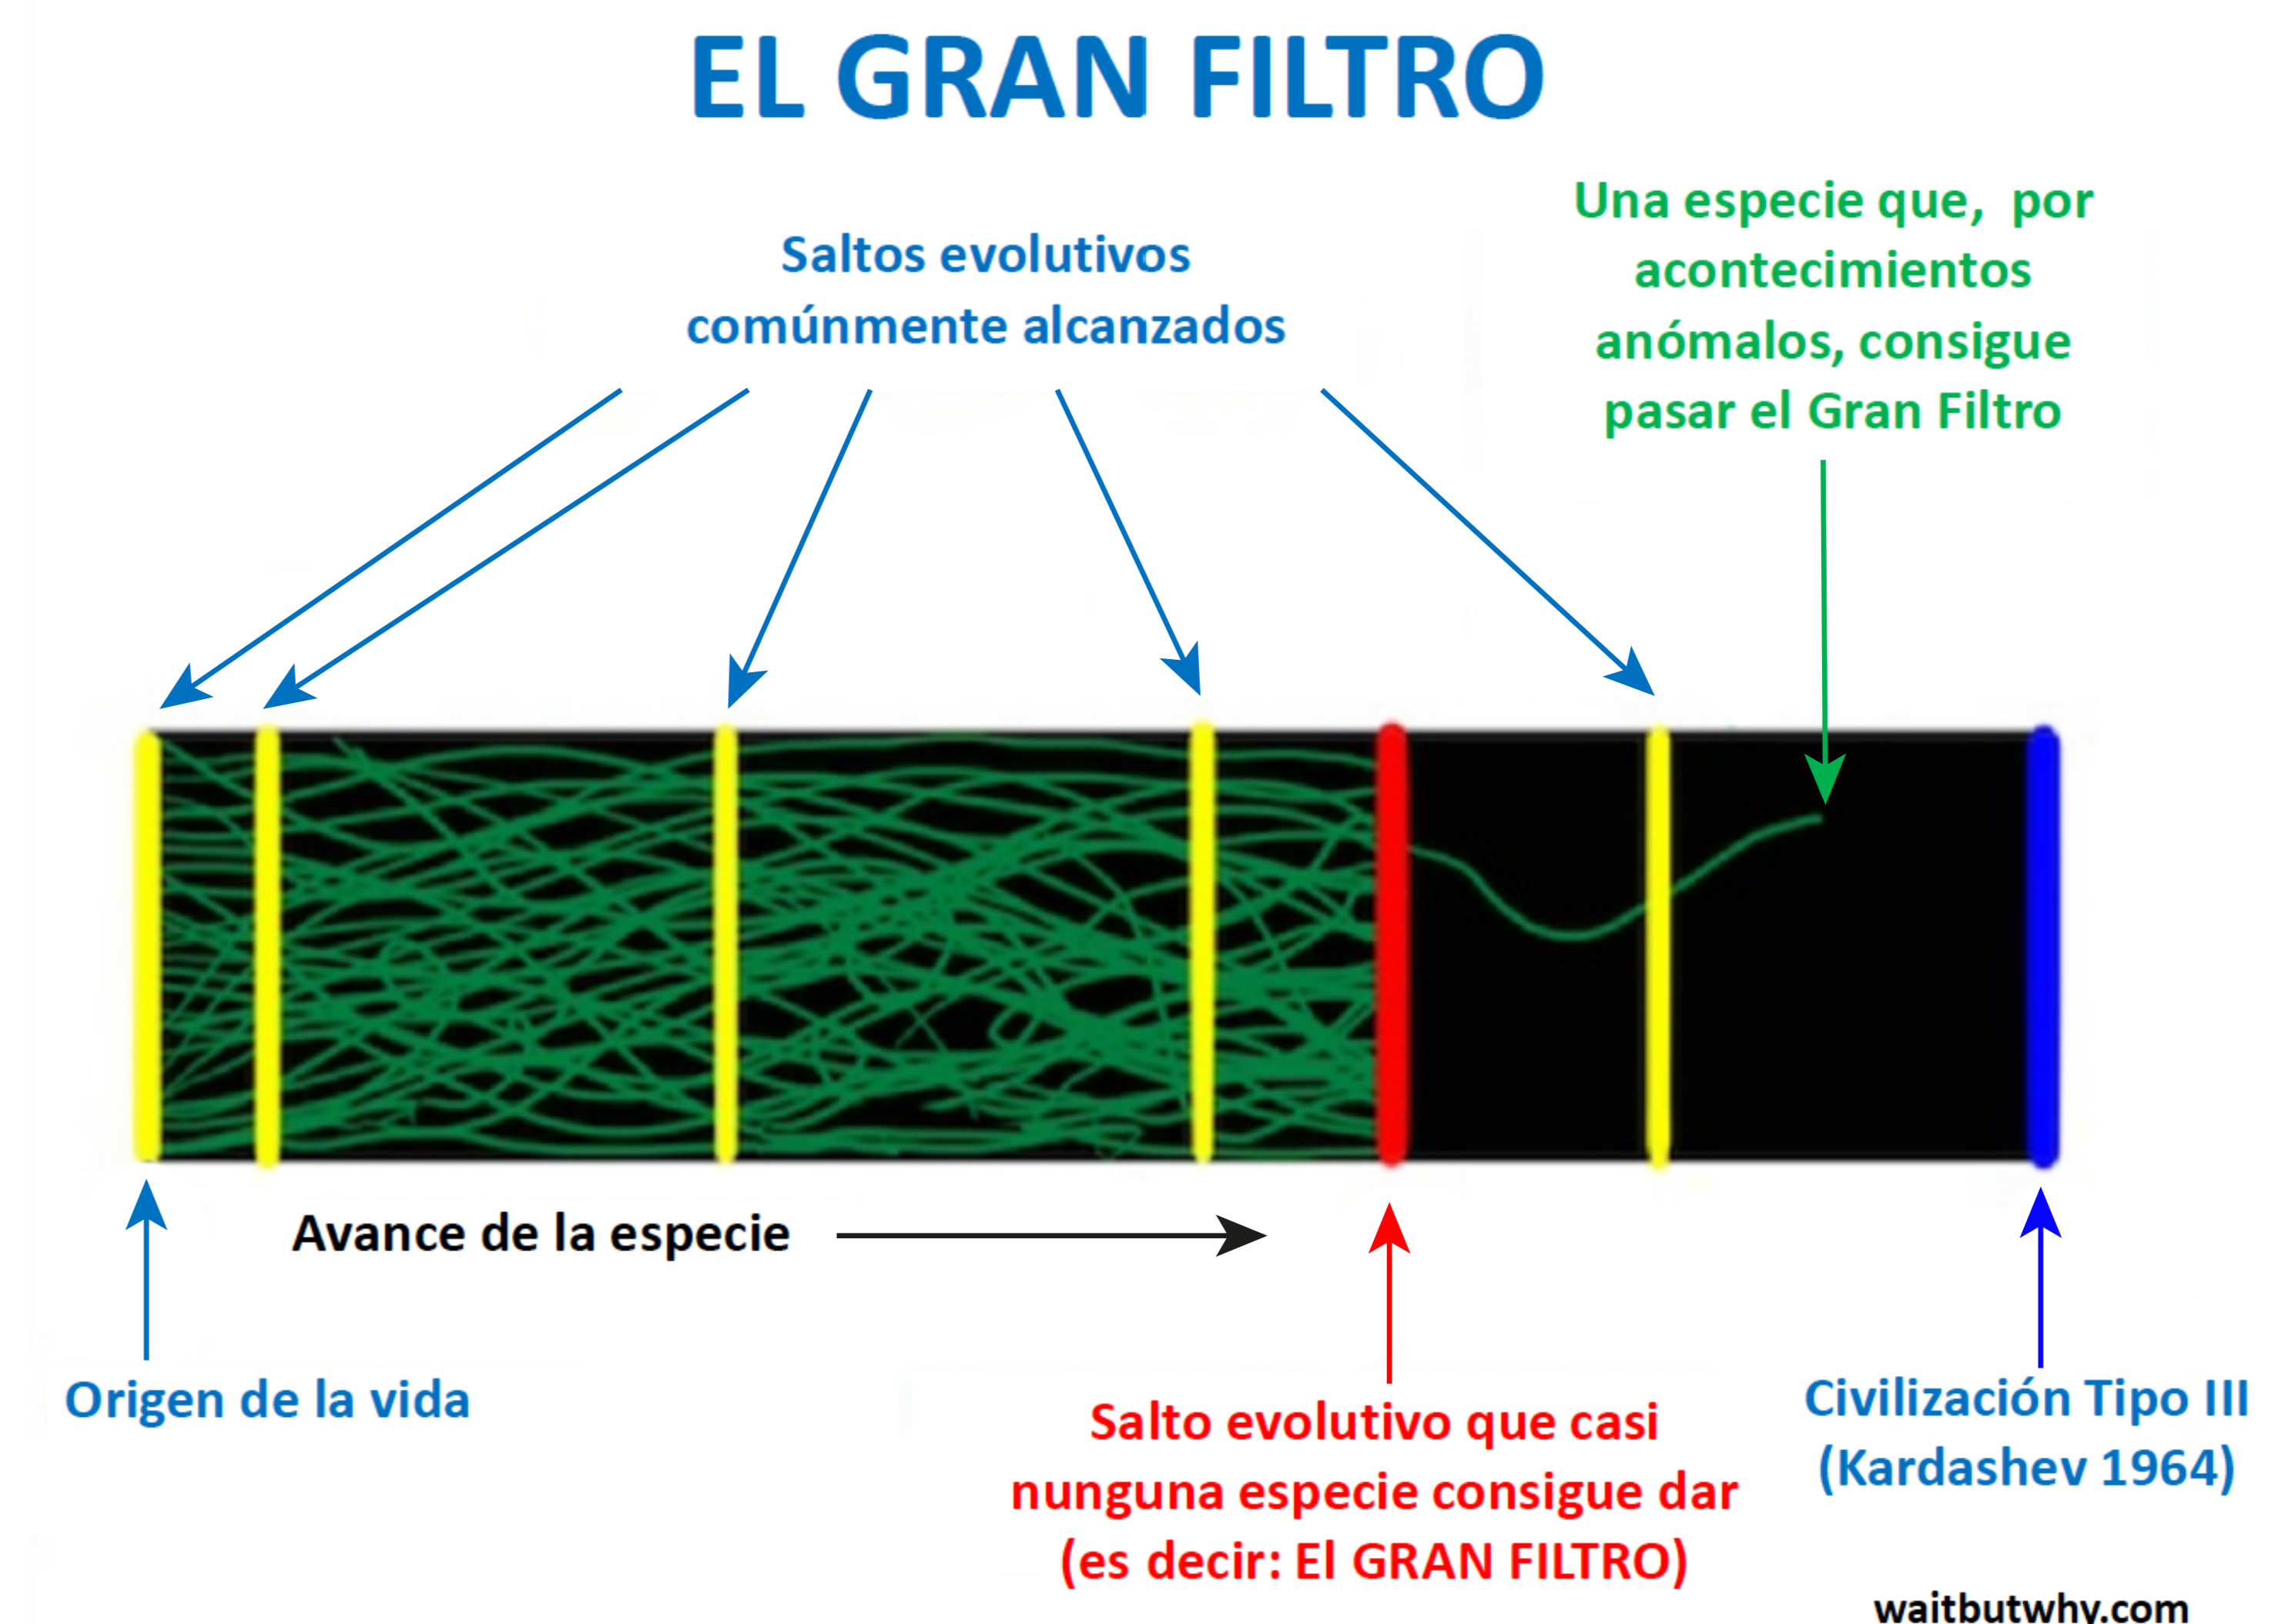 EL GRAN FILTRO
Saltos evolutivos
comúnmente alcanzados
Una especie que, por
acontecimientos
anómalos, consigue
pasar el Gran Filtro
Avance de la especie
Origen de la vida
Salto evolutivo que casi
nunguna especie consigue dar
(es decir: El GRAN FILTRO)
Civilización Tipo III
(Kardashev 1964)
waitbutwhy.com